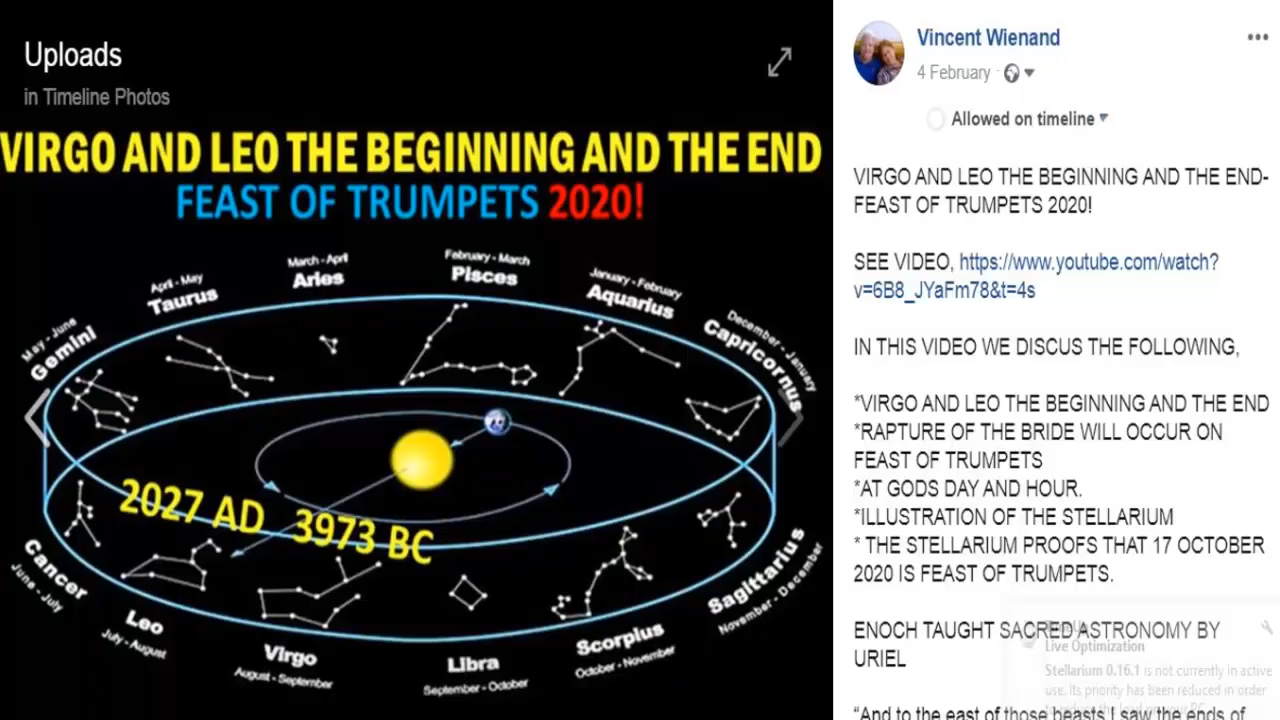 Uploads
in Timeline Photos
VIRGO AND LEO THE BEGINNING AND THE END
FEAST OF TRUMPETS 2020!
February - March
Pisces
March - April
Aries
January - February
Aquarius
April - May
Taurus
December - January
Capricornus
May - June
Gemini
2027 AD 3973 BC
Cancer
June - July
Sagittarius
November - December
Leo
July - August
Scorpius
October - November
Virgo
August - September
Libra
September - October
Vincent Wienand
4 February
Allowed on timeline
VIRGO AND LEO THE BEGINNING AND THE END-
FEAST OF TRUMPETS 2020!
SEE VIDEO, https://www.youtube.com/watch?
v=6B8_JYaFm78&t=4s
IN THIS VIDEO WE DISCUS THE FOLLOWING,
*VIRGO AND LEO THE BEGINNING AND THE END
*RAPTURE OF THE BRIDE WILL OCCUR ON
FEAST OF TRUMPETS
*AT GODS DAY AND HOUR.
*ILLUSTRATION OF THE STELLARIUM
* THE STELLARIUM PROOFS THAT 17 OCTOBER
2020 IS FEAST OF TRUMPETS.
ENOCH TAUGHT SACRED ASTRONOMY BY
URIEL
Live Optimization
Stellarium 0.16.1 is not currently in active
use. Its priority has been reduced in order
"And to the east of those beasts I saw the ends of